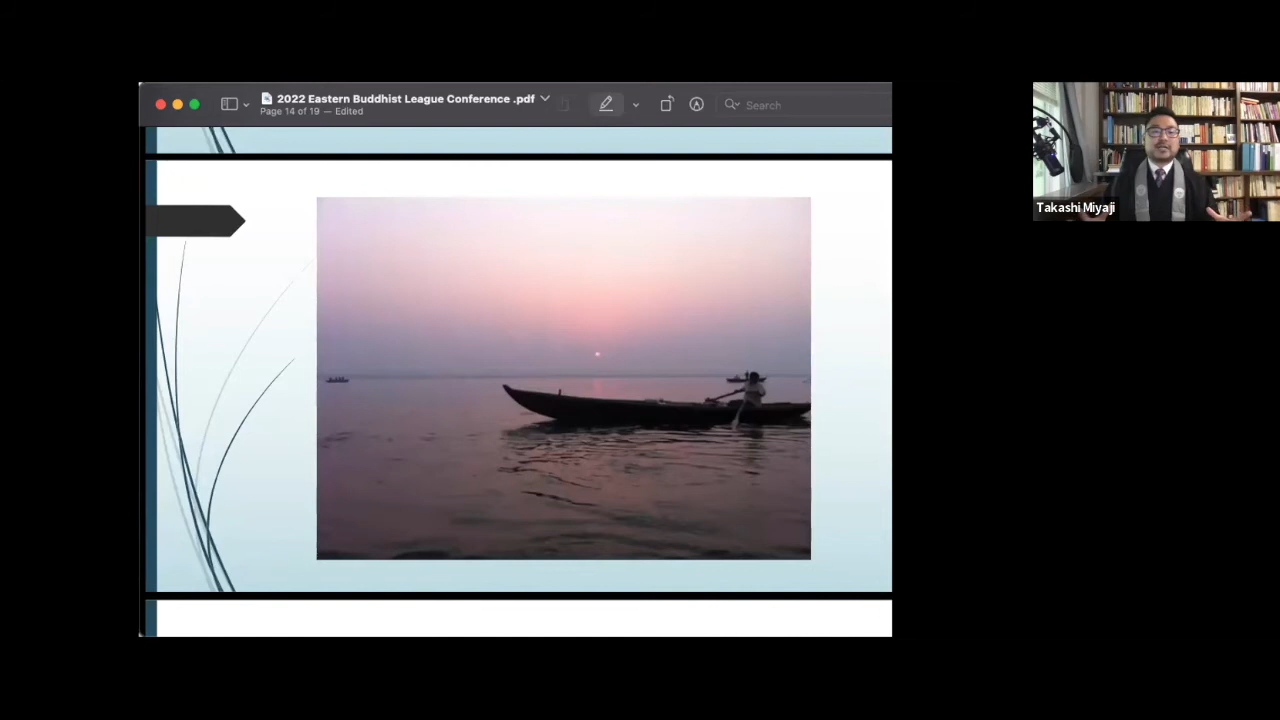 2022 Eastern Buddhist League Conference .pdf
Page 14 of 19 — Edited
Search
Takashi Miyaji